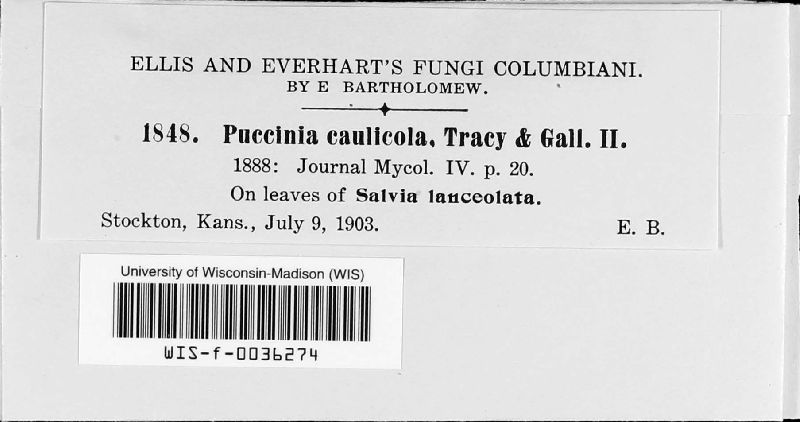 ELLIS AND EVERHART'S FUNGI COLUMBIANI.
BY E BARTHOLOMEW.
1848. Puccinia caulicola, Tracy & Gall. II.
1888: Journal Mycol. IV. p. 20.
On leaves of Salvia lanceolata.
Stockton, Kans., July 9, 1903. E. B.
University of Wisconsin-Madison (WIS)
WIS-f-0036274